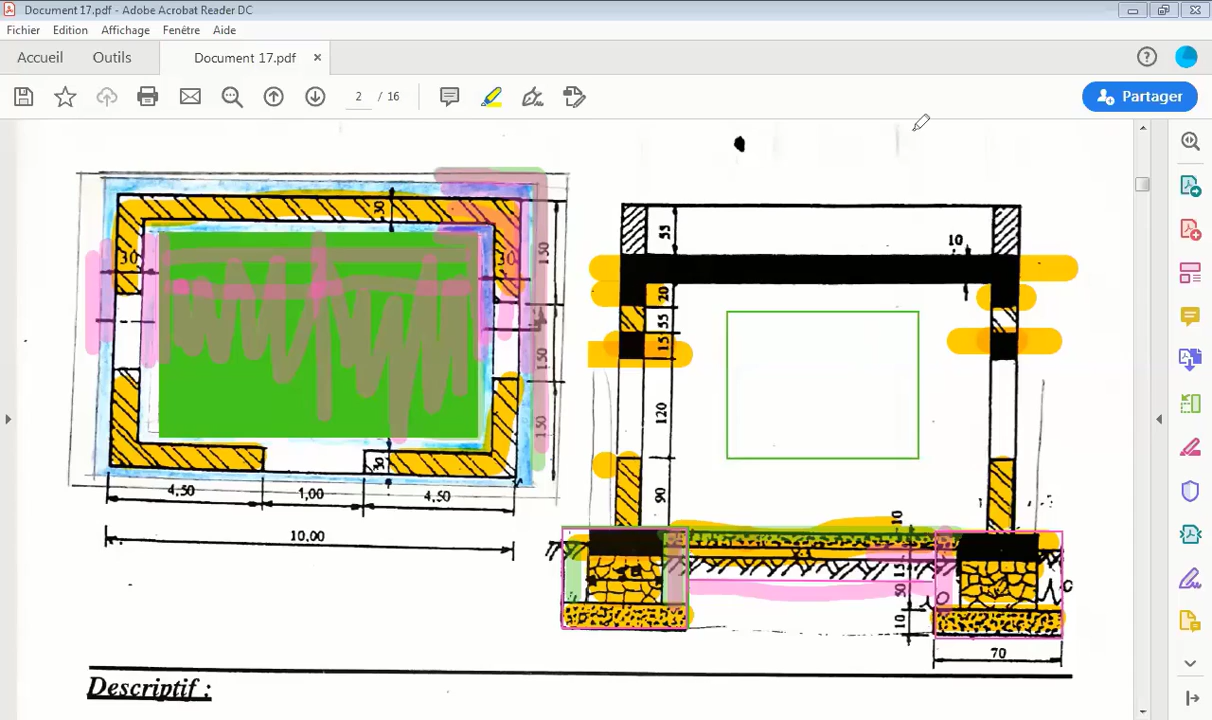 Document 17.pdf - Adobe Acrobat Reader DC
Fichier Edition Affichage Fenêtre Aide
Accueil Outils Document 17.pdf ×
2 / 16
Partager
30
30
30
150
150
150
30
4,50 1,00 4,50
10,00
55
10
20
55
15
120
90
10
15
50
10
70
Descriptif :